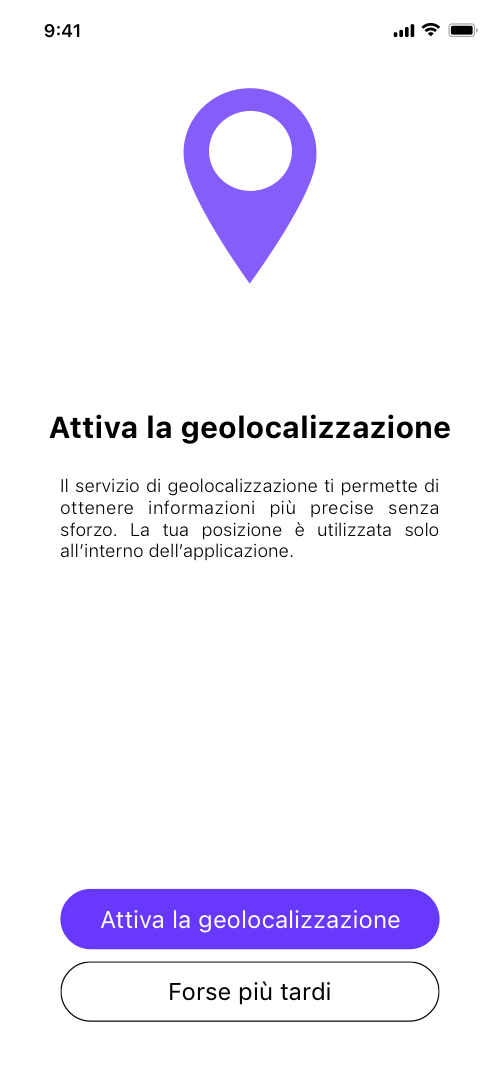 9:41
Attiva la geolocalizzazione
Il servizio di geolocalizzazione ti permette di
ottenere informazioni più precise senza
sforzo. La tua posizione è utilizzata solo
all’interno dell’applicazione.
Attiva la geolocalizzazione
Forse più tardi